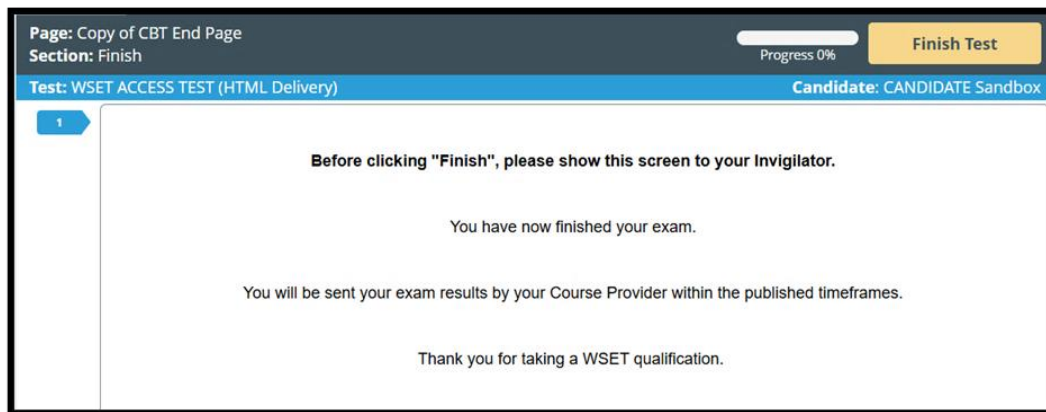 Page: Copy of CBT End Page
Section: Finish
Progress 0%
Finish Test
Test: WSET ACCESS TEST (HTML Delivery)
Candidate: CANDIDATE Sandbox
1
Before clicking "Finish", please show this screen to your Invigilator.
You have now finished your exam.
You will be sent your exam results by your Course Provider within the published timeframes.
Thank you for taking a WSET qualification.